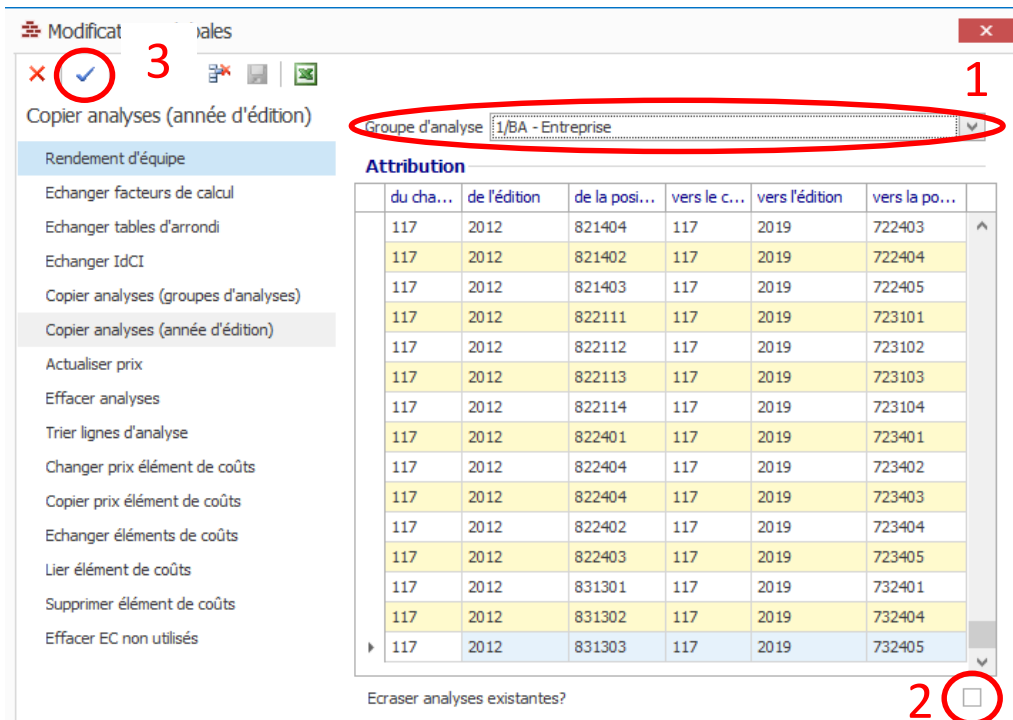 Modificat ales
3
1
Copier analyses (année d'édition)
Groupe d'analyse 1/BA - Entreprise
Rendement d'équipe
Echanger facteurs de calcul
Echanger tables d'arrondi
Echanger IdCI
Copier analyses (groupes d'analyses)
Copier analyses (année d'édition)
Actualiser prix
Effacer analyses
Trier lignes d'analyse
Changer prix élément de coûts
Copier prix élément de coûts
Echanger éléments de coûts
Lier élément de coûts
Supprimer élément de coûts
Effacer EC non utilisés
Attribution
du cha... de l'édition de la posi... vers le c... vers l'édition vers la po...
117 2012 821404 117 2019 722403
117 2012 821402 117 2019 722404
117 2012 821403 117 2019 722405
117 2012 822111 117 2019 723101
117 2012 822112 117 2019 723102
117 2012 822113 117 2019 723103
117 2012 822114 117 2019 723104
117 2012 822401 117 2019 723401
117 2012 822404 117 2019 723402
117 2012 822404 117 2019 723403
117 2012 822402 117 2019 723404
117 2012 822403 117 2019 723405
117 2012 831301 117 2019 732401
117 2012 831302 117 2019 732404
117 2012 831303 117 2019 732405
Ecraser analyses existantes?
2